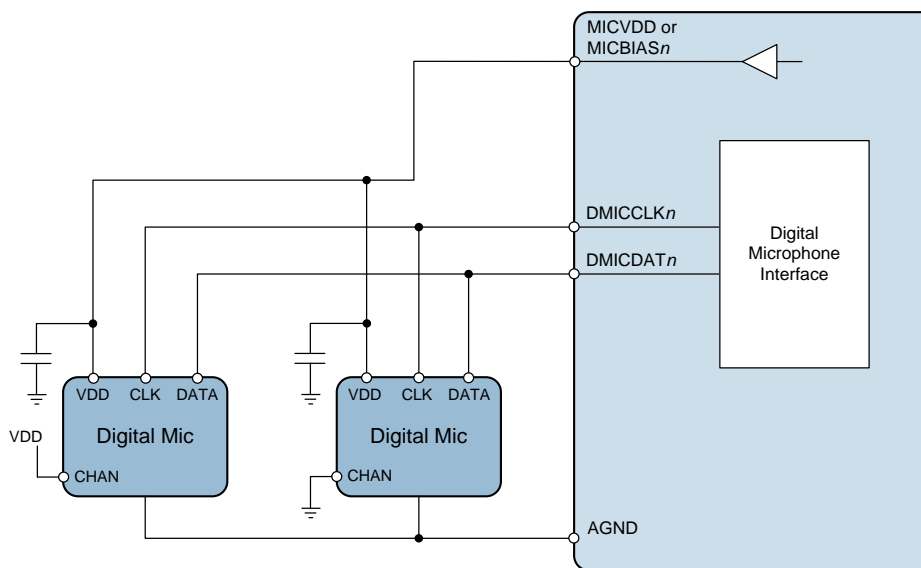 MICVDD or
MICBIASn
DMICCLKn
DMICDATn
Digital
Microphone
Interface
VDD CLK DATA
Digital Mic
VDD
CHAN
VDD CLK DATA
Digital Mic
CHAN
AGND